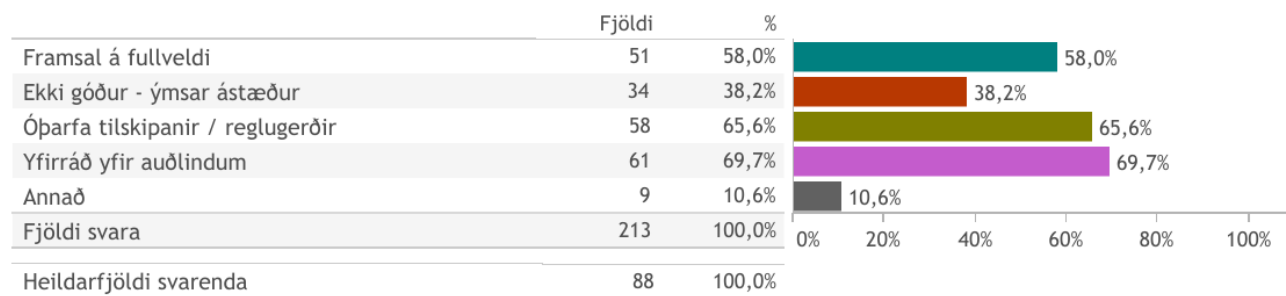 Fjöldi %
Framsal á fullveldi 51 58,0% 58,0%
Ekki góður - ýmsar ástæður 34 38,2% 38,2%
Óþarfa tilskipanir / reglugerðir 58 65,6% 65,6%
Yfirráð yfir auðlindum 61 69,7% 69,7%
Annað 9 10,6% 10,6%
Fjöldi svara 213 100,0%
0% 20% 40% 60% 80% 100%
Heildarfjöldi svarenda 88 100,0%